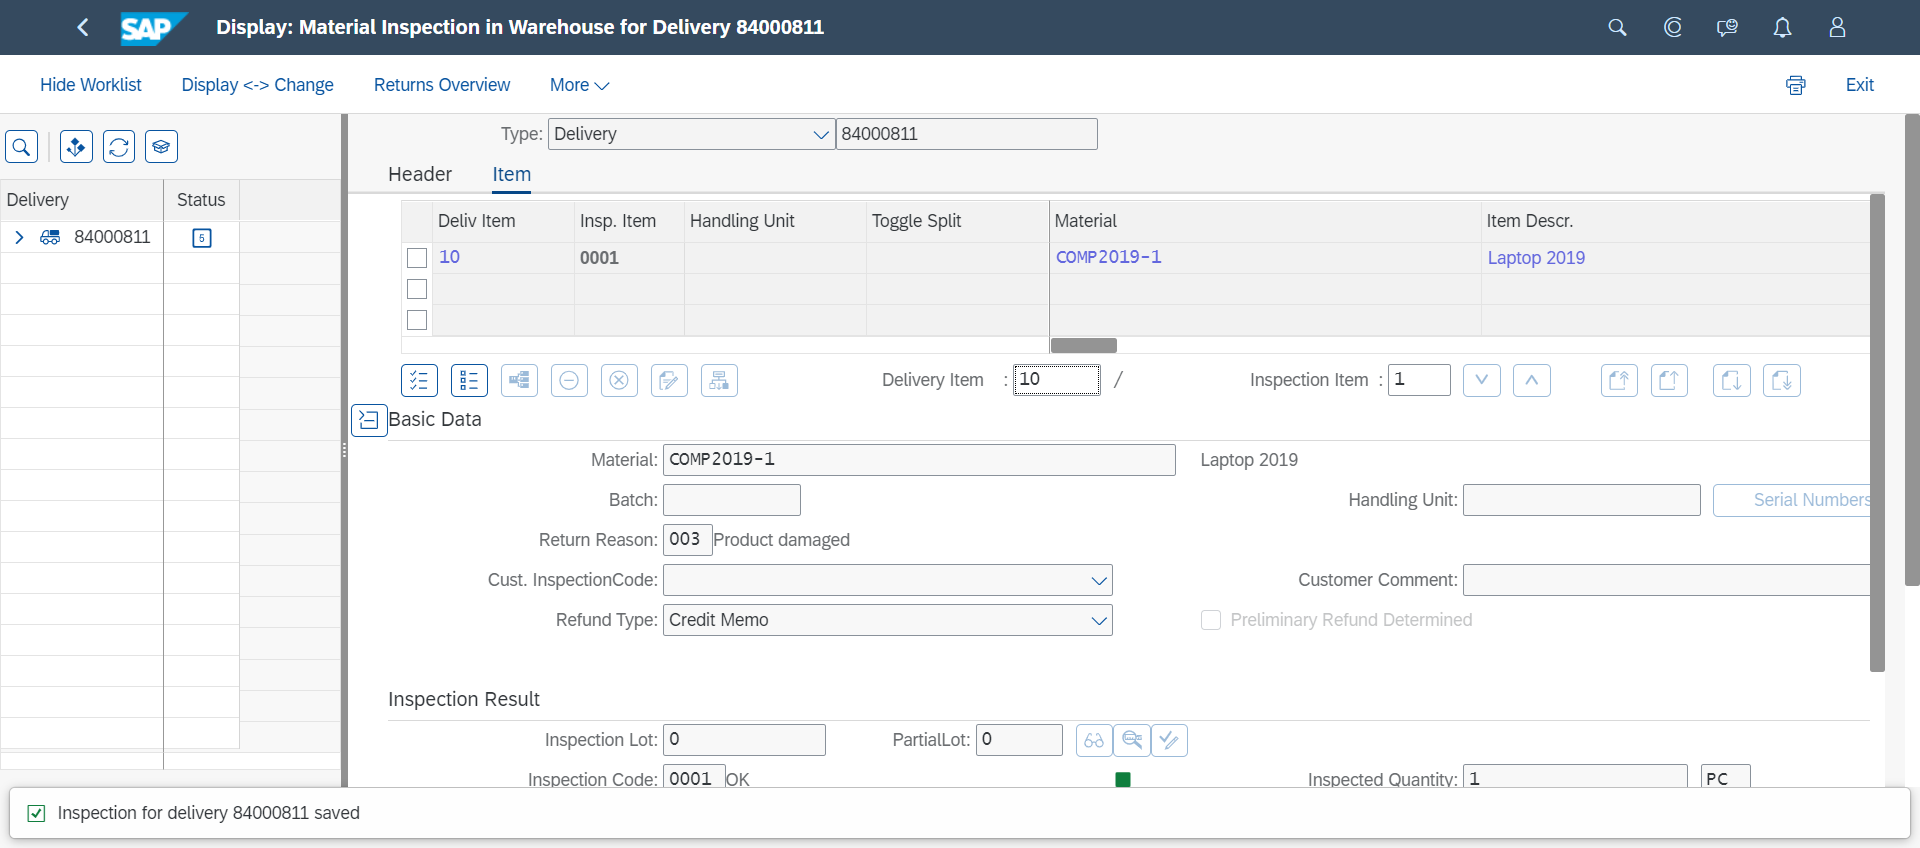 SAP Display: Material Inspection in Warehouse for Delivery 84000811
Hide Worklist Display <-> Change Returns Overview More Exit
Type: Delivery 84000811
Header Item
Delivery Status
84000811 5
Deliv Item Insp. Item Handling Unit Toggle Split Material Item Descr.
10 0001 COMP2019-1 Laptop 2019
Delivery Item : 10 / Inspection Item : 1
Basic Data
Material: COMP2019-1 Laptop 2019
Batch: Handling Unit: Serial Numbers
Return Reason: 003 Product damaged
Cust. InspectionCode: Customer Comment:
Refund Type: Credit Memo Preliminary Refund Determined
Inspection Result
Inspection Lot: 0 PartialLot: 0
Inspection Code: 0001 OK Inspected Quantity: 1 PC
Inspection for delivery 84000811 saved